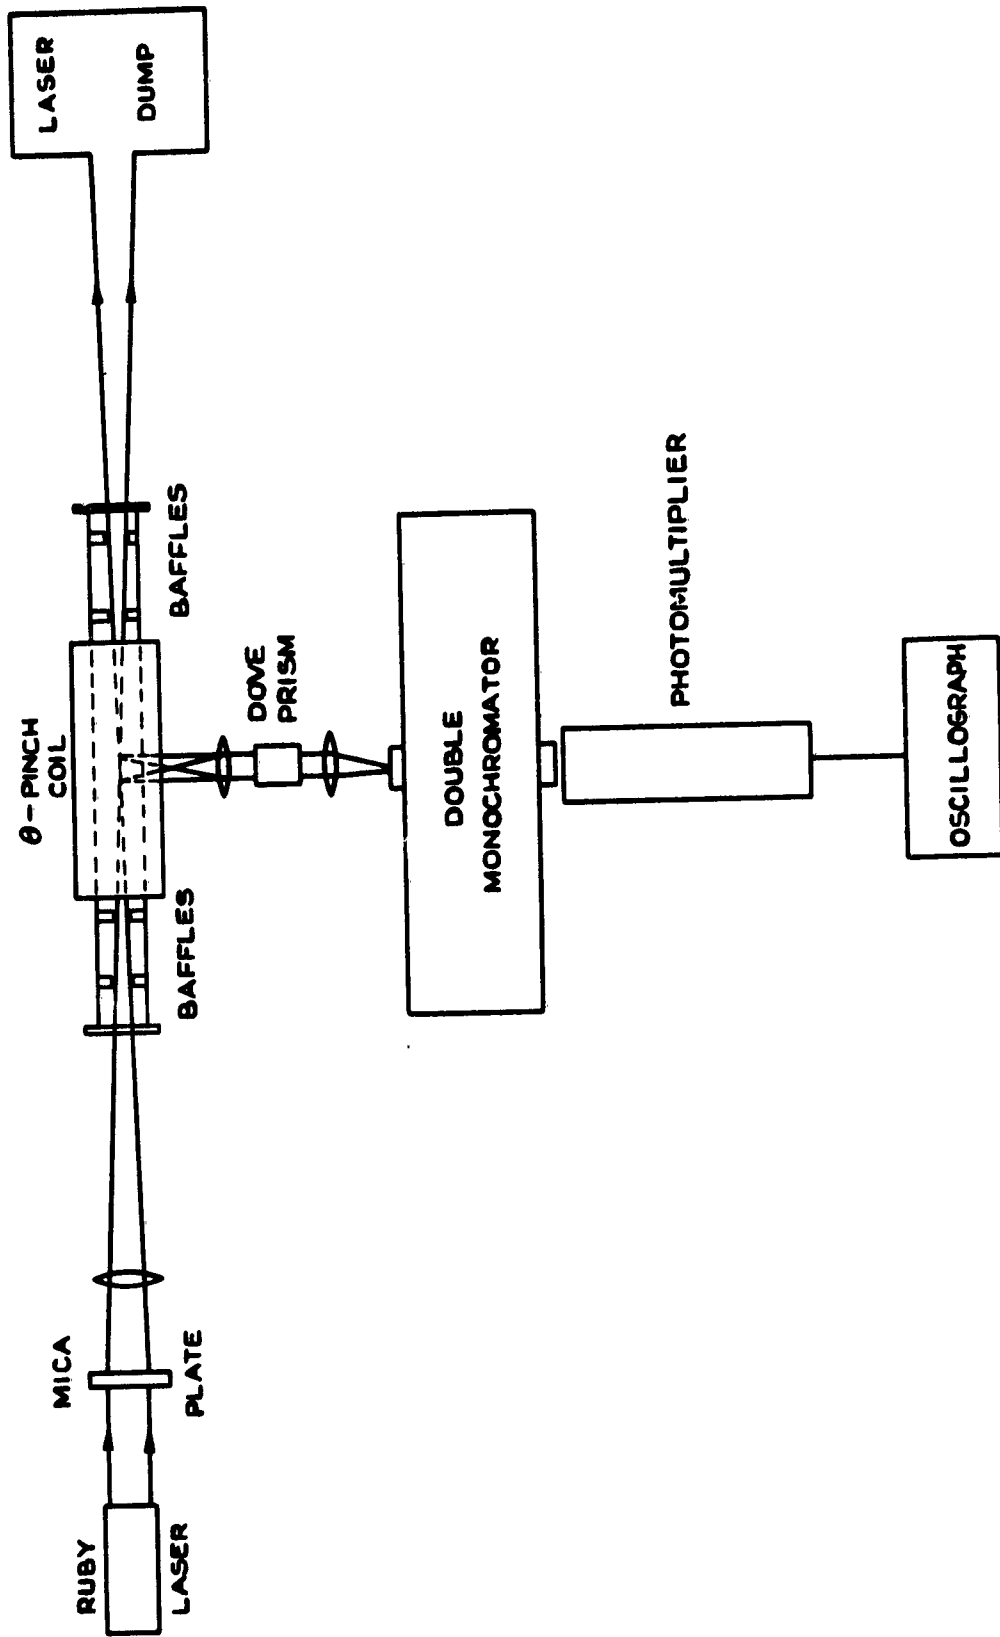 RUBY
LASER
MICA
PLATE
BAFFLES
θ-PINCH
COIL
BAFFLES
LASER
DUMP
DOVE
PRISM
DOUBLE
MONOCHROMATOR
PHOTOMULTIPLIER
OSCILLOGRAPH